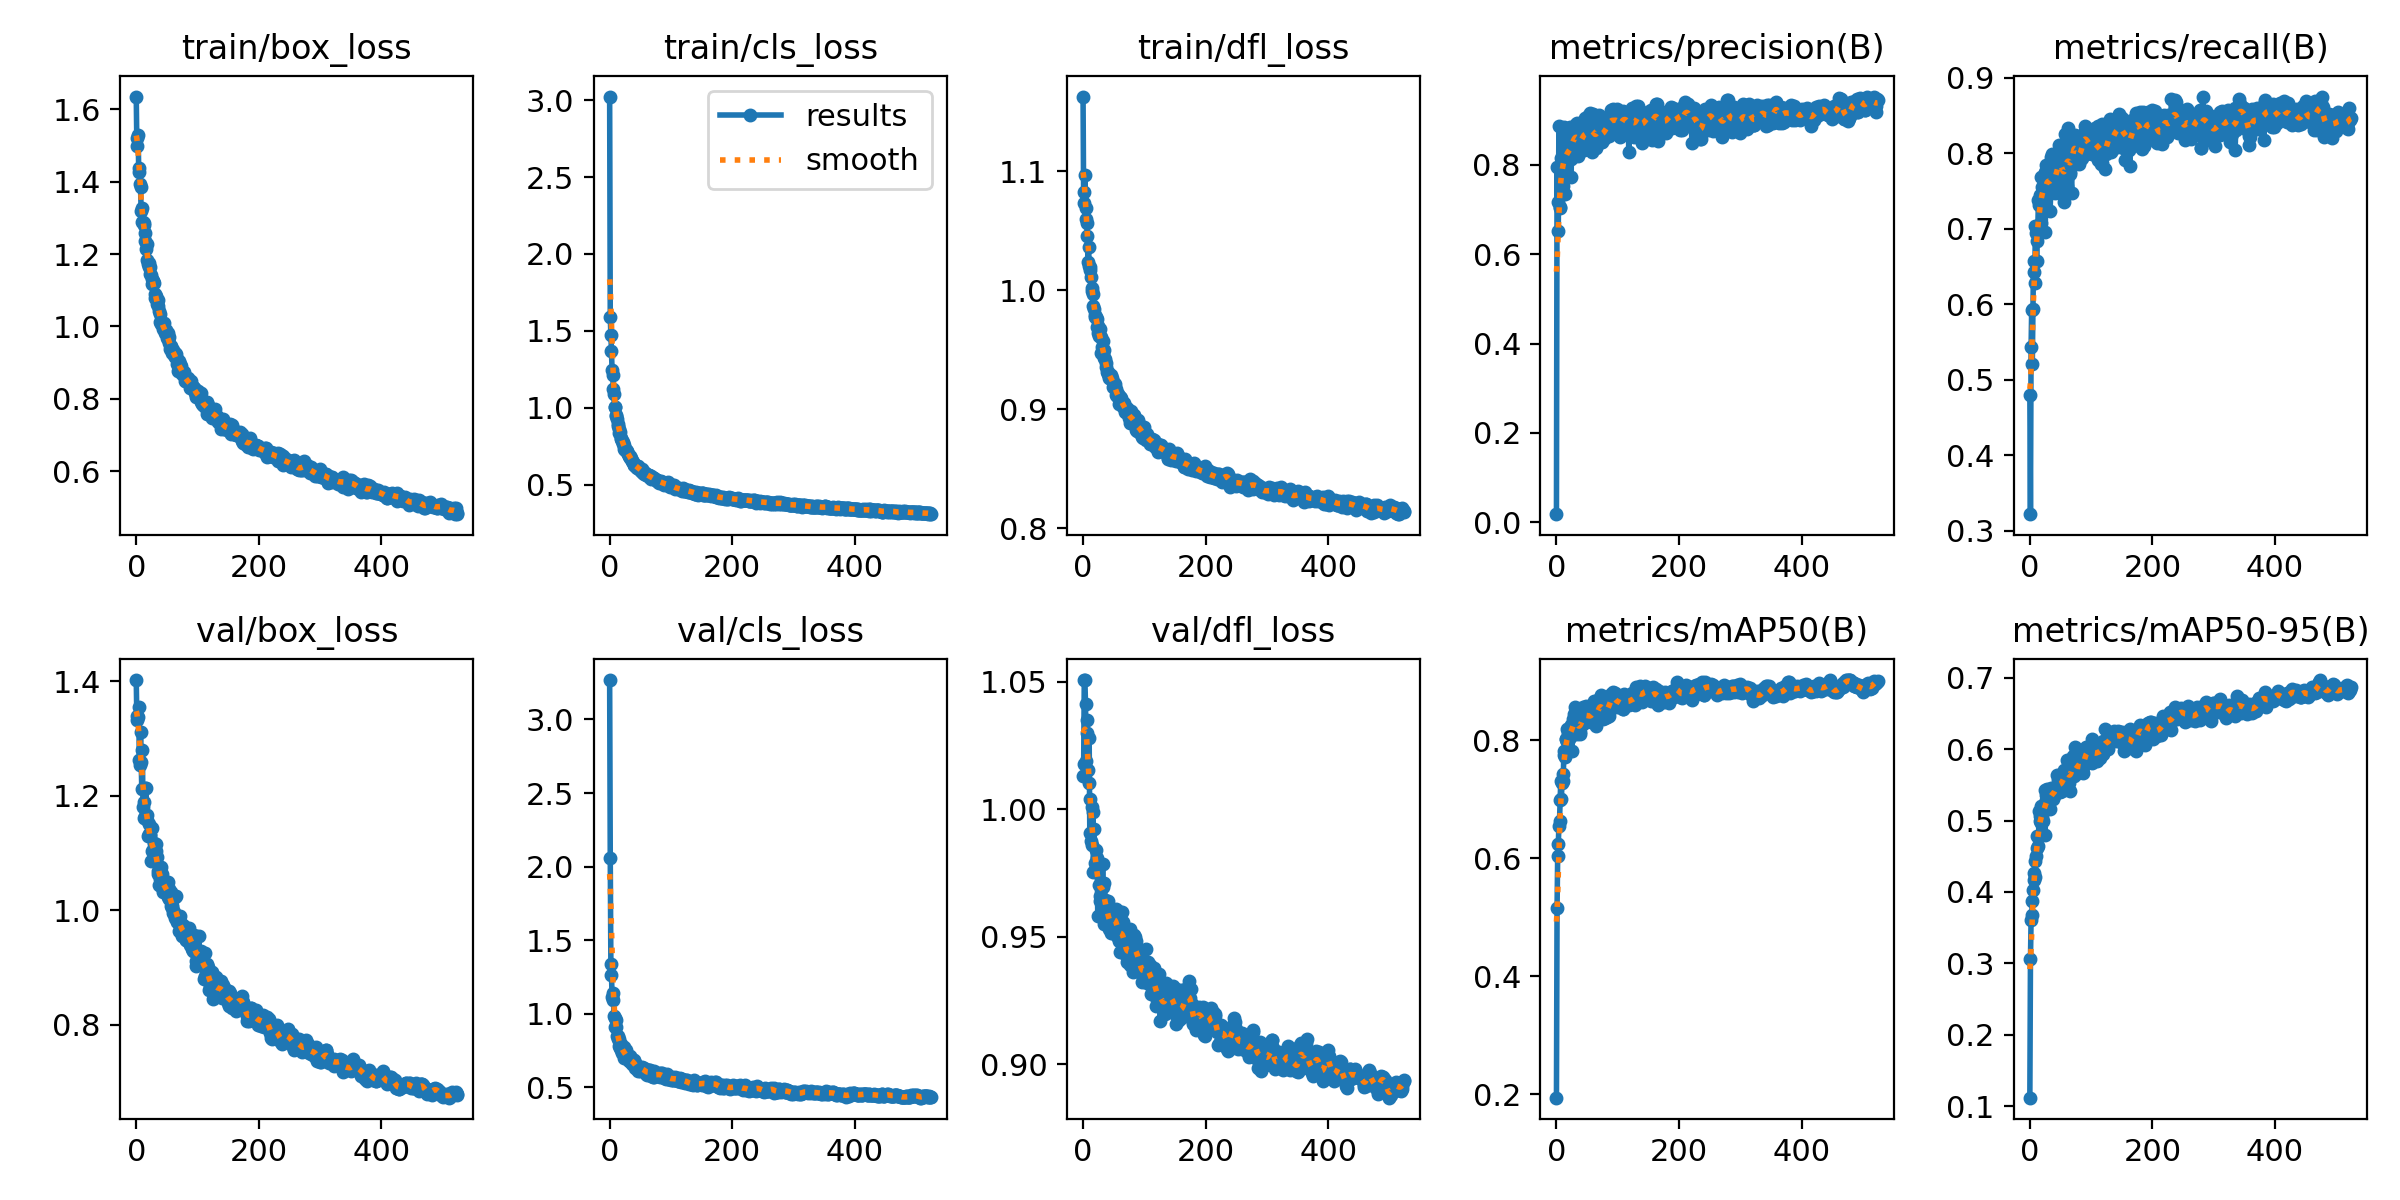 train/box_loss
1.6
1.4
1.2
1.0
0.8
0.6
0 200 400
train/cls_loss
results
smooth
3.0
2.5
2.0
1.5
1.0
0.5
0 200 400
train/dfl_loss
1.1
1.0
0.9
0.8
0 200 400
metrics/precision(B)
0.8
0.6
0.4
0.2
0.0
0 200 400
metrics/recall(B)
0.9
0.8
0.7
0.6
0.5
0.4
0.3
0 200 400
val/box_loss
1.4
1.2
1.0
0.8
0 200 400
val/cls_loss
3.0
2.5
2.0
1.5
1.0
0.5
0 200 400
val/dfl_loss
1.05
1.00
0.95
0.90
0 200 400
metrics/mAP50(B)
0.8
0.6
0.4
0.2
0 200 400
metrics/mAP50-95(B)
0.7
0.6
0.5
0.4
0.3
0.2
0.1
0 200 400